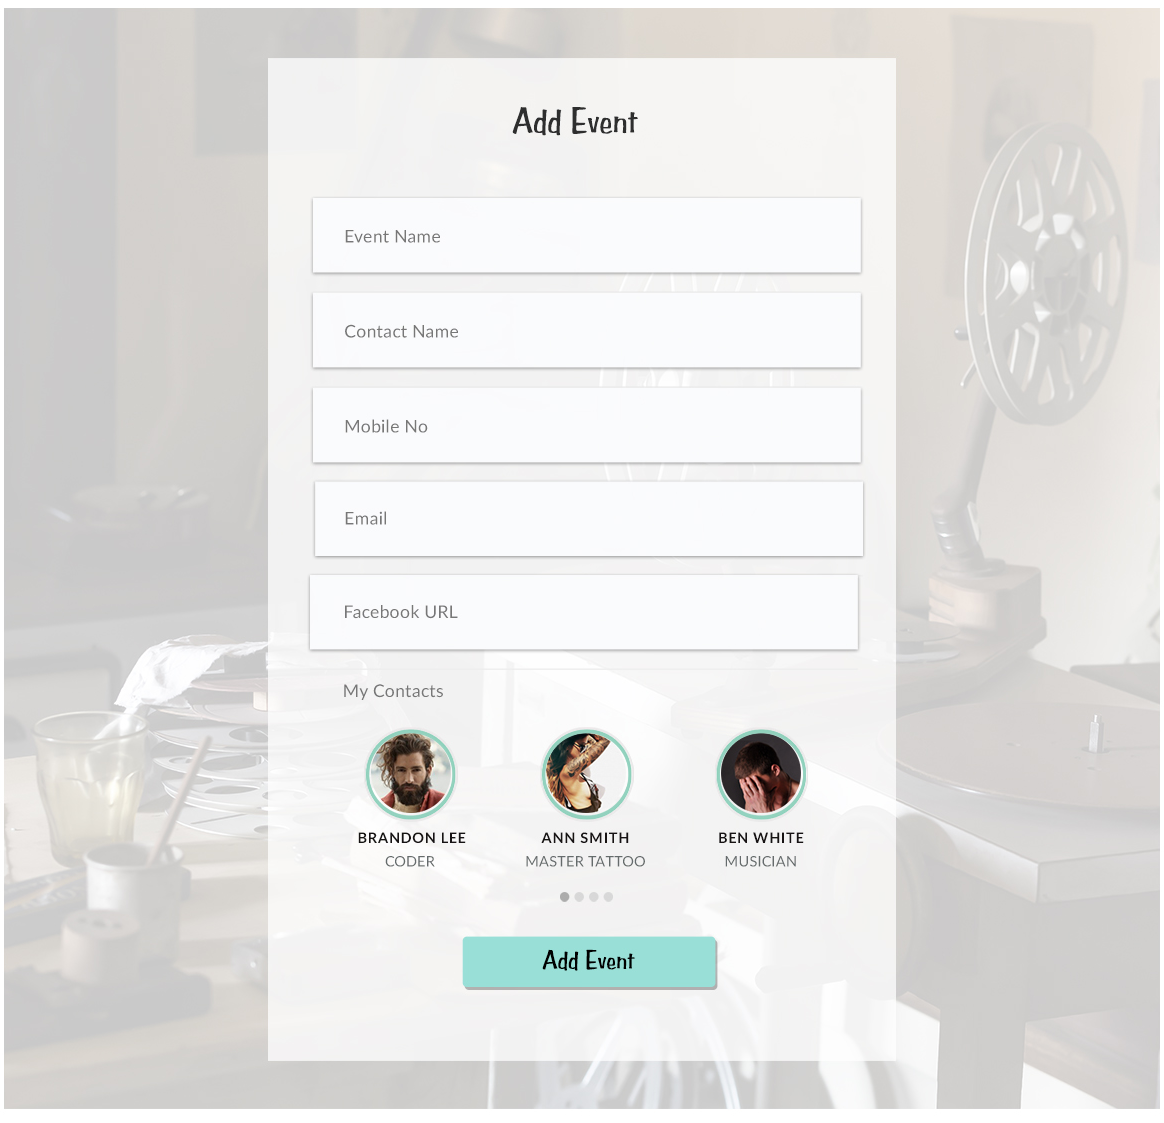 Add Event
Event Name
Contact Name
Mobile No
Email
Facebook URL
My Contacts
BRANDON LEE
CODER
ANN SMITH
MASTER TATTOO
BEN WHITE
MUSICIAN
Add Event